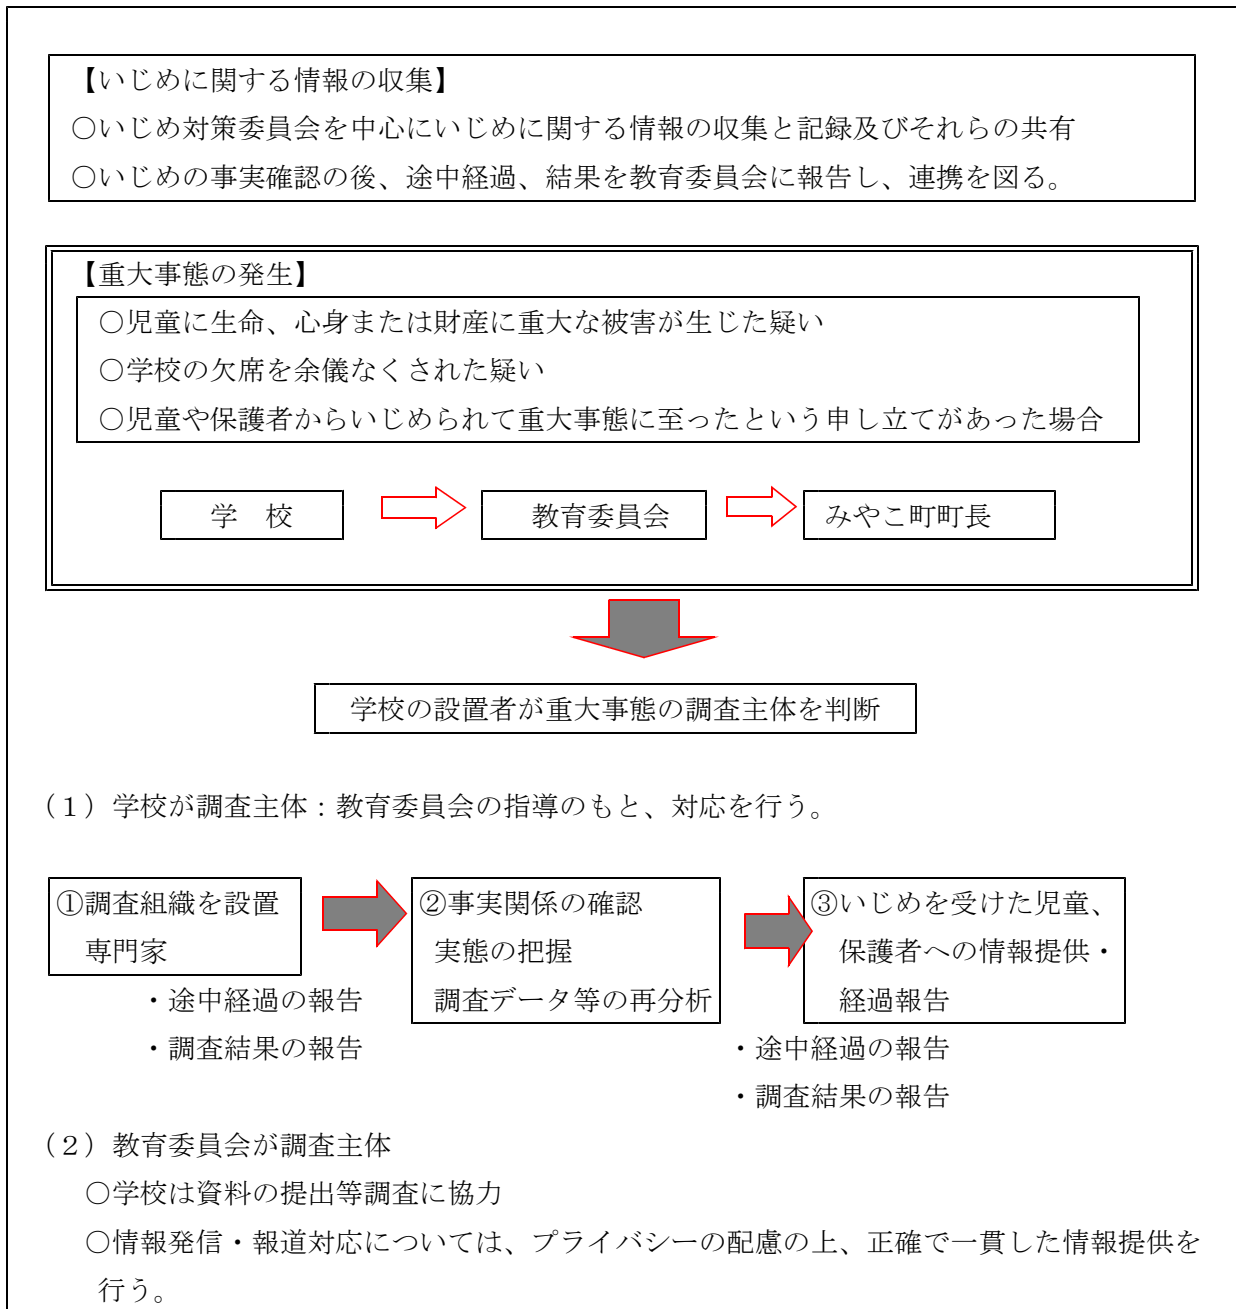 【いじめに関する情報の収集】
○いじめ対策委員会を中心にいじめに関する情報の収集と記録及びそれらの共有
○いじめの事実確認の後、途中経過、結果を教育委員会に報告し、連携を図る。
【重大事態の発生】
○児童に生命、心身または財産に重大な被害が生じた疑い
○学校の欠席を余儀なくされた疑い
○児童や保護者からいじめられて重大事態に至ったという申し立てがあった場合
学　校
教育委員会
みやこ町町長
学校の設置者が重大事態の調査主体を判断
（１）学校が調査主体：教育委員会の指導のもと、対応を行う。
①調査組織を設置
専門家
・途中経過の報告
・調査結果の報告
②事実関係の確認
実態の把握
調査データ等の再分析
③いじめを受けた児童、
保護者への情報提供・
経過報告
・途中経過の報告
・調査結果の報告
（２）教育委員会が調査主体
○学校は資料の提出等調査に協力
○情報発信・報道対応については、プライバシーの配慮の上、正確で一貫した情報提供を
行う。